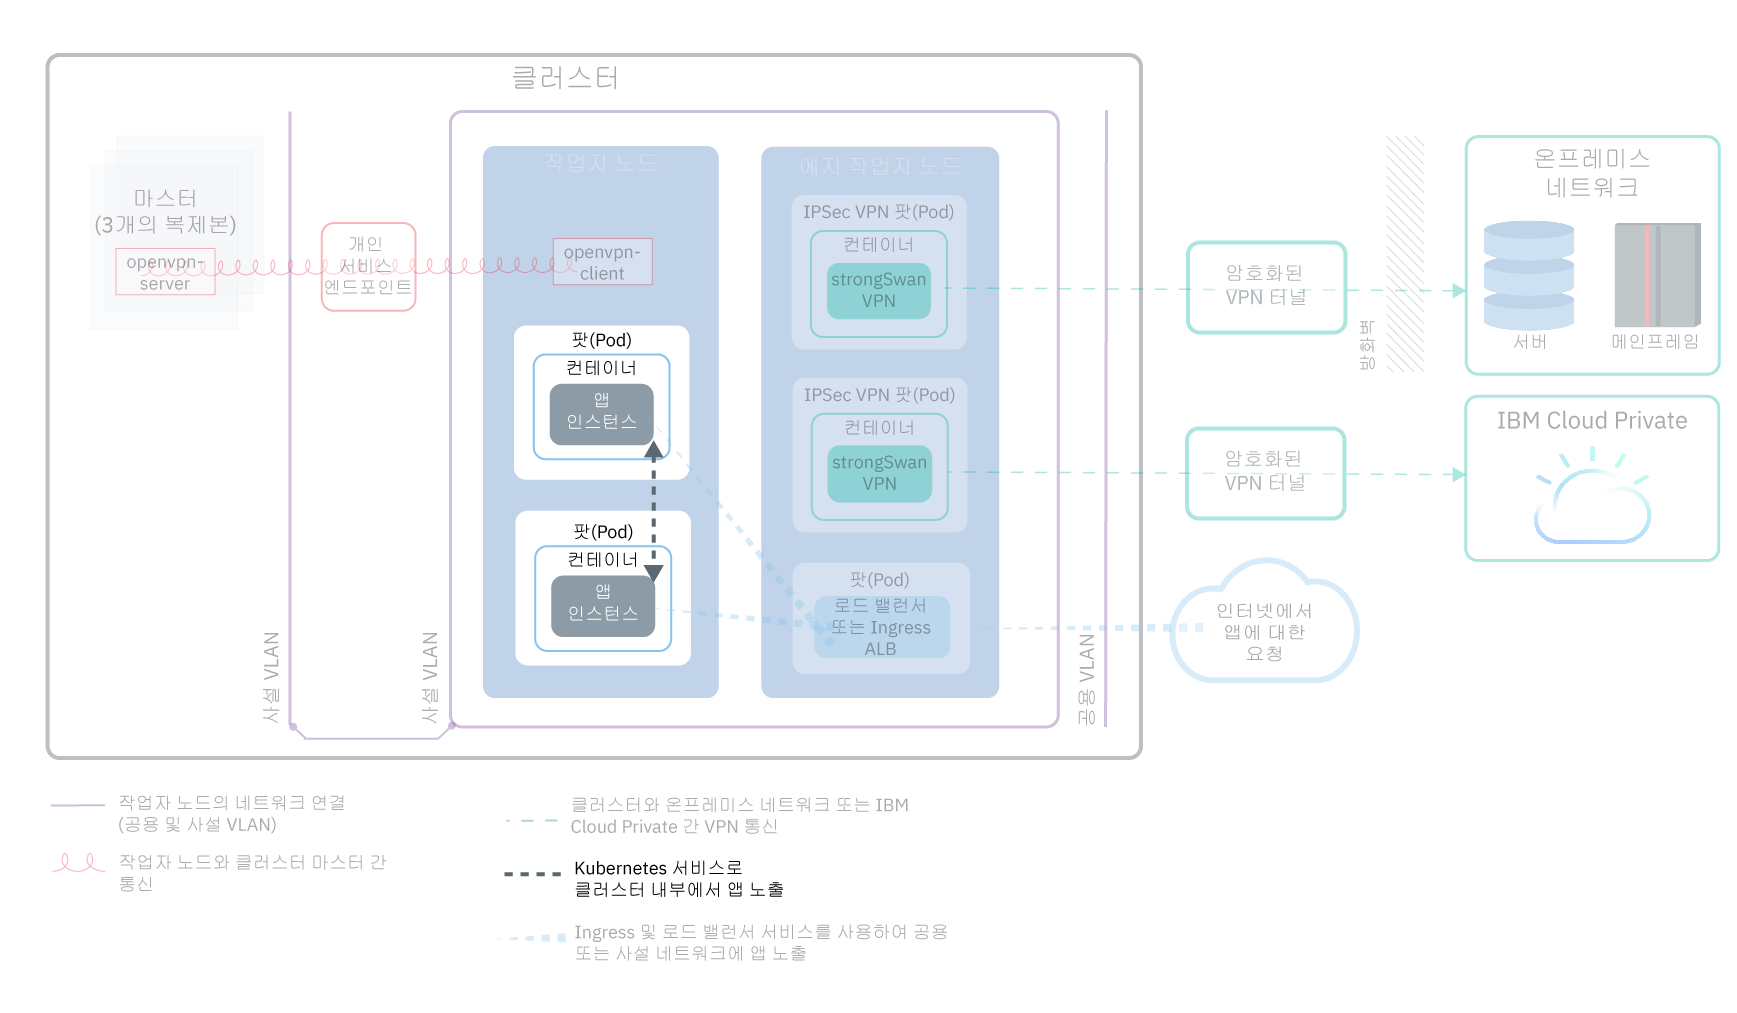 클러스터
마스터
(3개의 복제본)
openvpn-
server
개인
서비스
엔드포인트
작업자 노드
openvpn-
client
팟(Pod)
컨테이너
앱
인스턴스
팟(Pod)
컨테이너
앱
인스턴스
에지 작업자 노드
IPSec VPN 팟(Pod)
컨테이너
strongSwan
VPN
IPSec VPN 팟(Pod)
컨테이너
strongSwan
VPN
팟(Pod)
로드 밸런서
또는 Ingress
ALB
사설 VLAN
사설 VLAN
공용 VLAN
암호화된
VPN 터널
암호화된
VPN 터널
방화벽
온프레미스
네트워크
서버
메인프레임
IBM Cloud Private
인터넷에서
앱에 대한
요청
작업자 노드의 네트워크 연결
(공용 및 사설 VLAN)
작업자 노드와 클러스터 마스터 간
통신
클러스터와 온프레미스 네트워크 또는 IBM
Cloud Private 간 VPN 통신
Kubernetes 서비스로
클러스터 내부에서 앱 노출
Ingress 및 로드 밸런서 서비스를 사용하여 공용
또는 사설 네트워크에 앱 노출